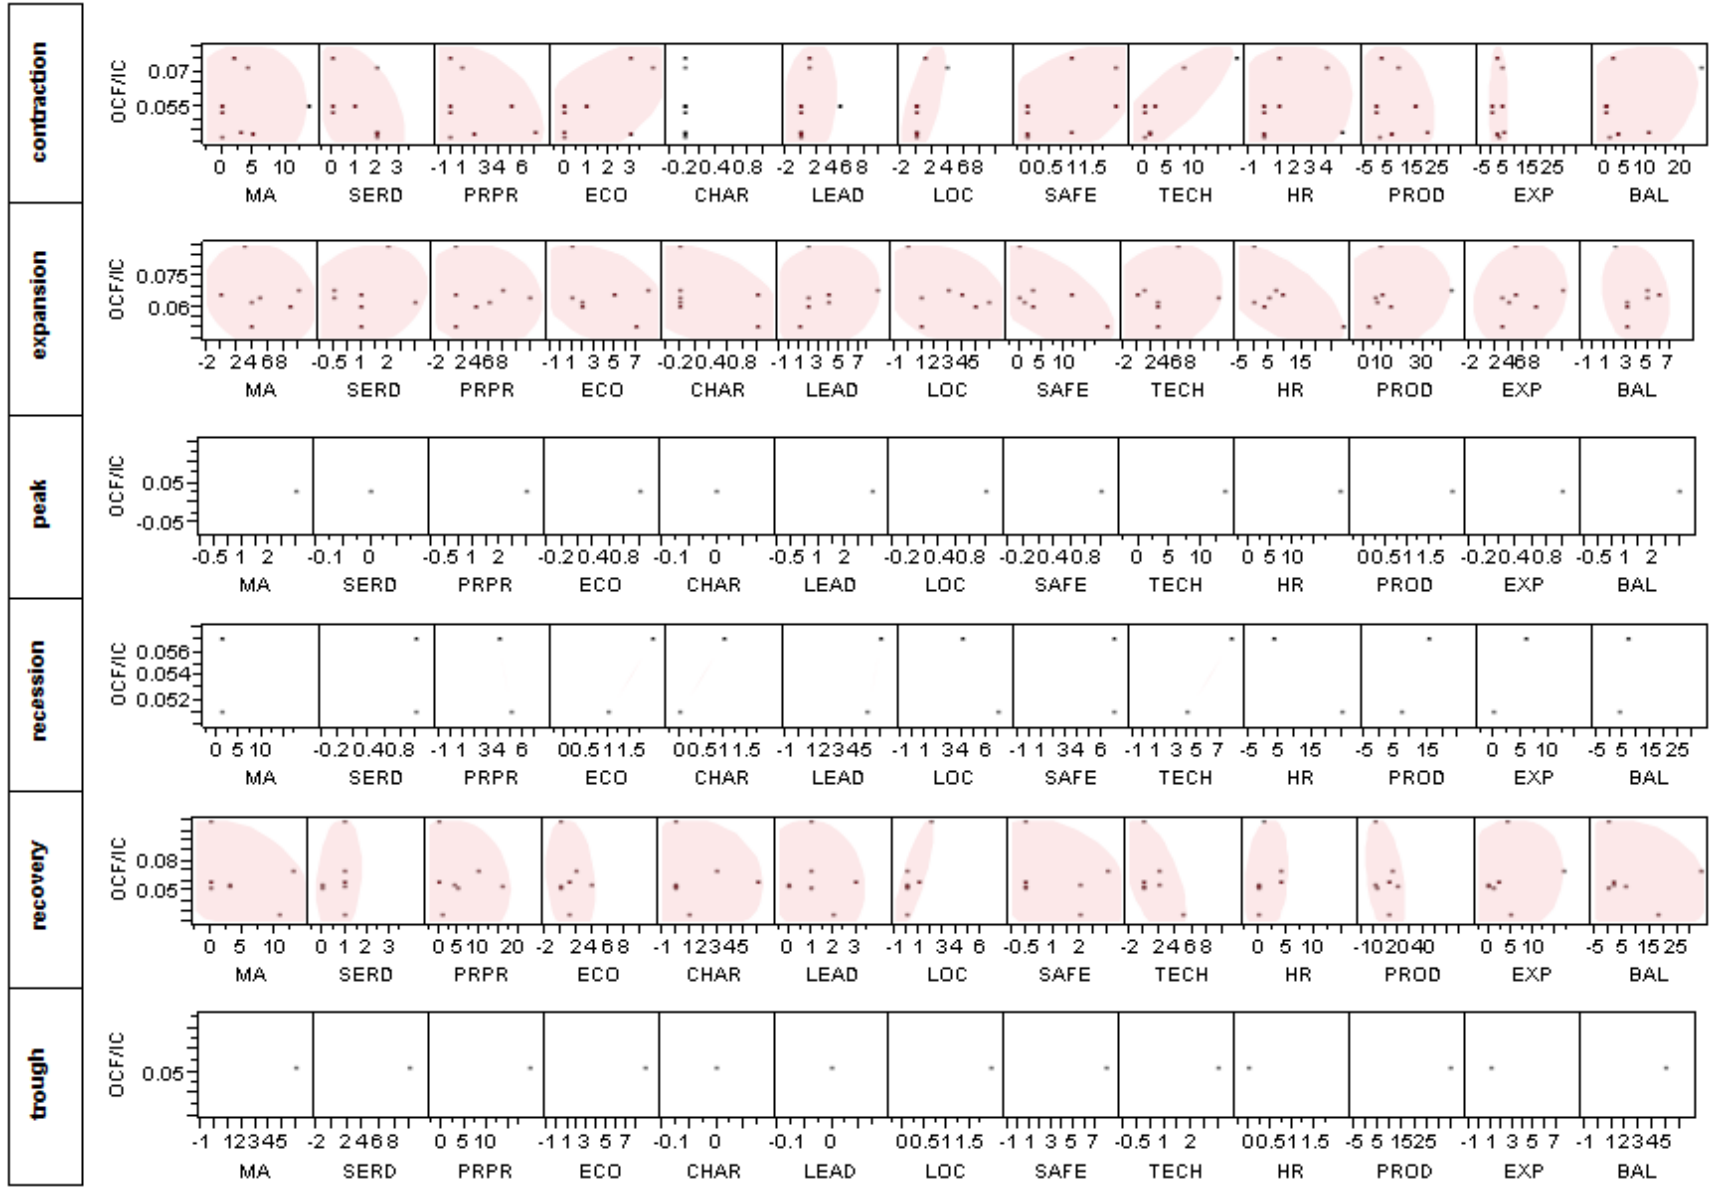 contraction
OCF/IC
0.07
0.055
0 5 10 0 1 2 3 -1 1 34 6 0 1 2 3 -0.20.40.8 -2 2468 -2 2468 00.511.5 0 5 10 -1 1234 -5 5 1525 -5 5 1525 0 5 10 20
MA SERD PRPR ECO CHAR LEAD LOC SAFE TECH HR PROD EXP BAL
expansion
OCF/IC
0.075
0.06
-2 2468 -0.5 1 2 -2 2468 -11 3 5 7 -0.20.40.8 -11 3 5 7 -1 12345 0 5 10 -2 2468 -5 5 15 010 30 -2 2468 -11 3 5 7
MA SERD PRPR ECO CHAR LEAD LOC SAFE TECH HR PROD EXP BAL
peak
OCF/IC
0.05
-0.05
-0.5 1 2 -0.1 0 -0.5 1 2 -0.20.40.8 -0.1 0 -0.5 1 2 -0.20.40.8 -0.20.40.8 0 5 10 0 510 00.511.5 -0.20.40.8 -0.5 1 2
MA SERD PRPR ECO CHAR LEAD LOC SAFE TECH HR PROD EXP BAL
recession
OCF/IC
0.056
0.054
0.052
0 510 -0.20.40.8 -1 1 34 6 00.511.5 00.511.5 -1 12345 -1 1 34 6 -1 1 34 6 -11 3 5 7 -5 5 15 -5 5 15 0 5 10 -5 5 1525
MA SERD PRPR ECO CHAR LEAD LOC SAFE TECH HR PROD EXP BAL
recovery
OCF/IC
0.08
0.05
0 5 10 0 1 2 3 0 510 20 -2 2468 -1 12345 0 1 2 3 -1 1 34 6 -0.5 1 2 -2 2468 0 5 10 -102040 0 510 -5 5 1525
MA SERD PRPR ECO CHAR LEAD LOC SAFE TECH HR PROD EXP BAL
trough
OCF/IC
0.05
-1 12345 -2 2468 0 510 -11 3 5 7 -0.1 0 -0.1 0 00.511.5 -11 3 5 7 -0.5 1 2 00.511.5 -5 5 1525 -11 3 5 7 -1 12345
MA SERD PRPR ECO CHAR LEAD LOC SAFE TECH HR PROD EXP BAL